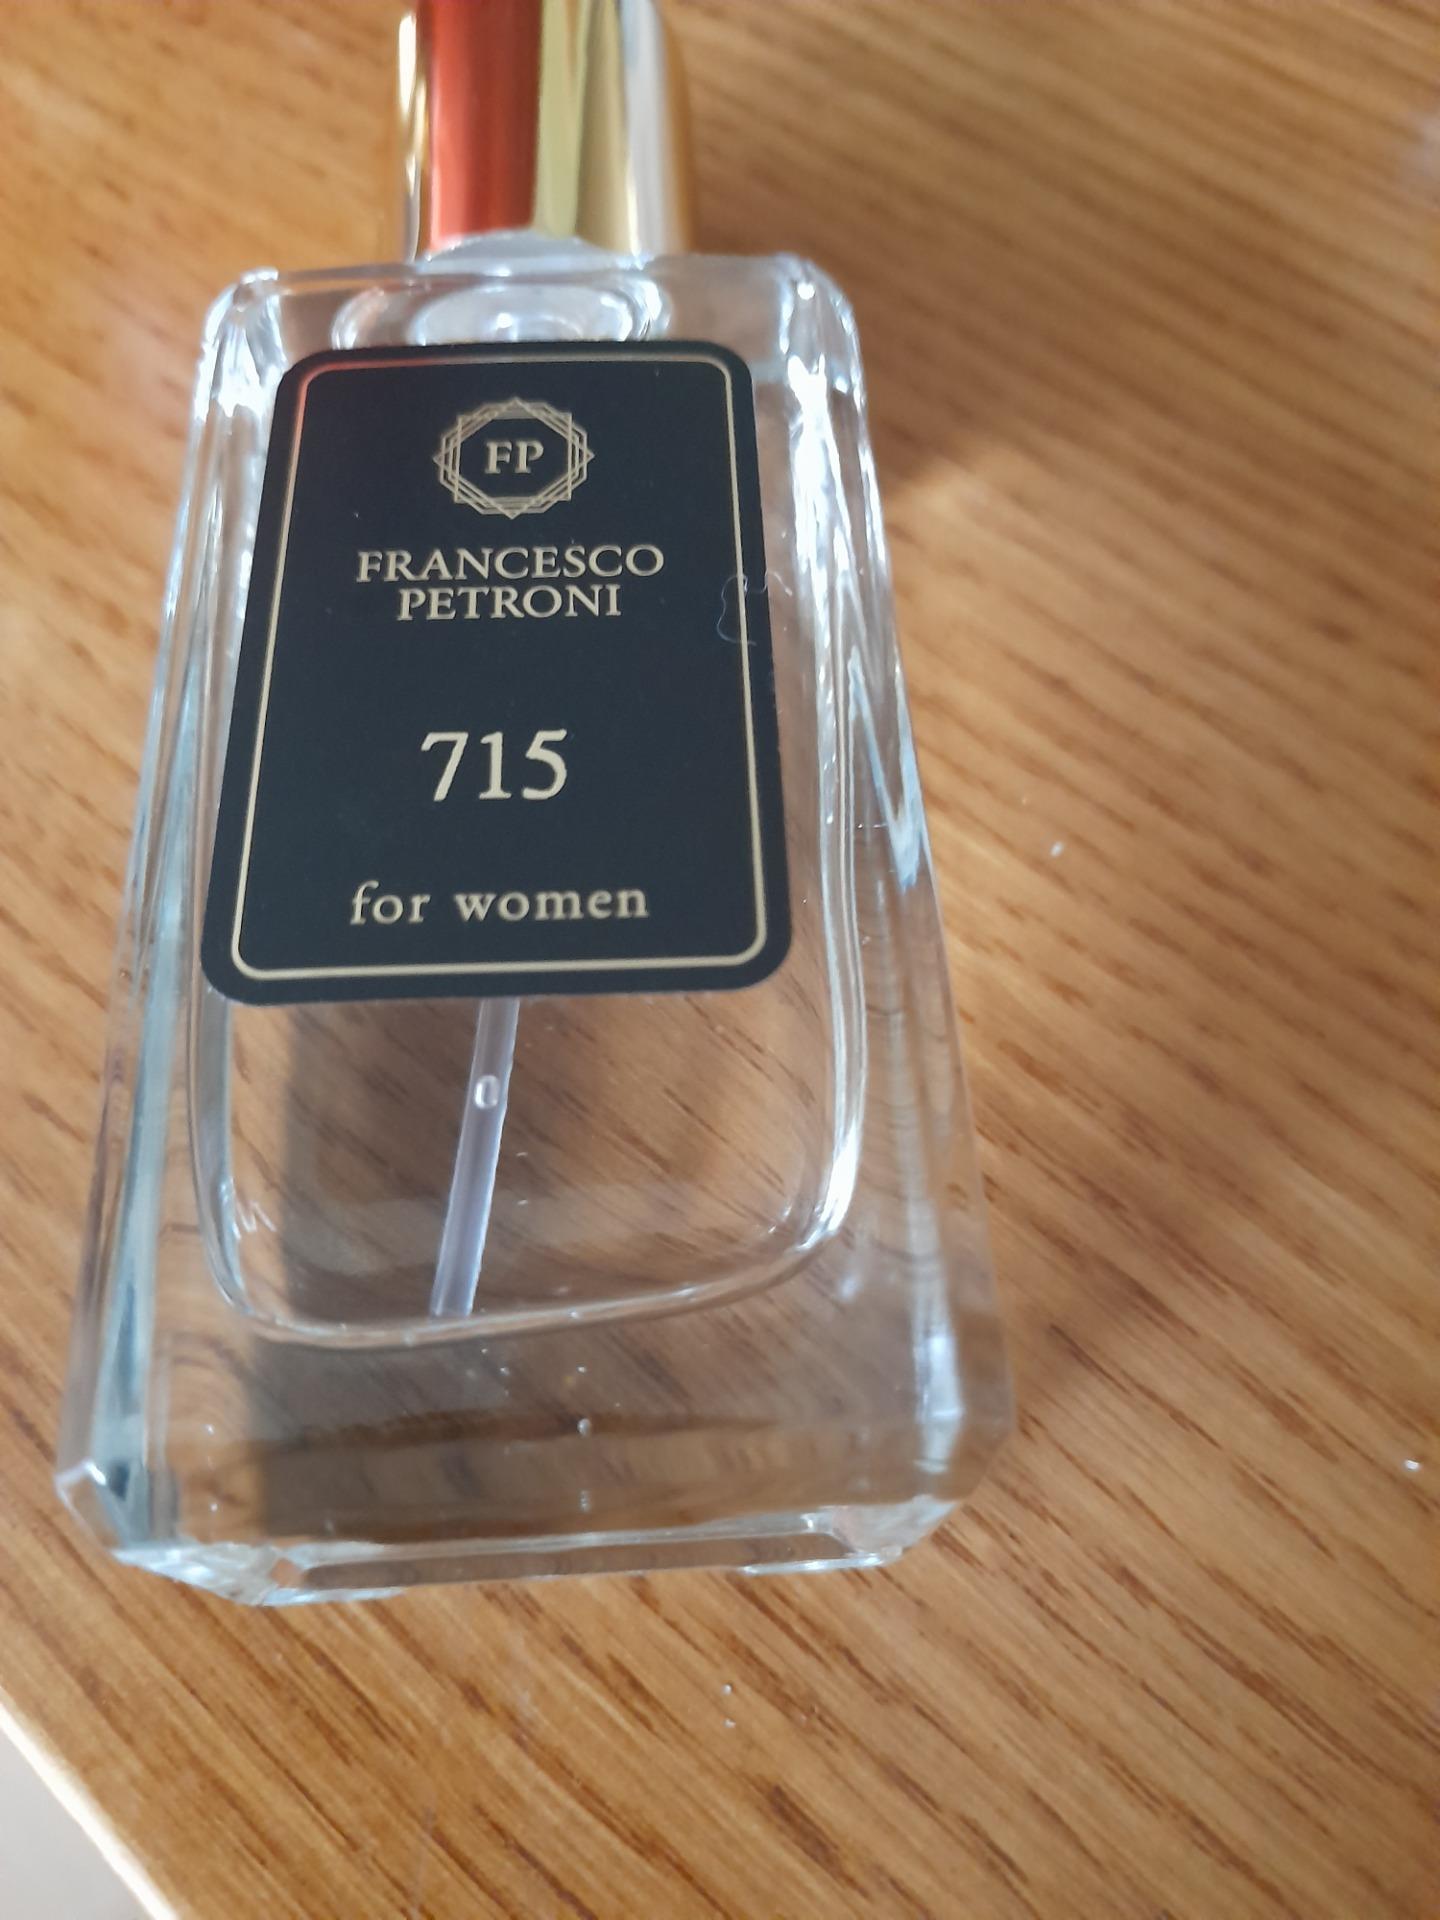 FP
FRANCESCO
PETRONI
715
for women